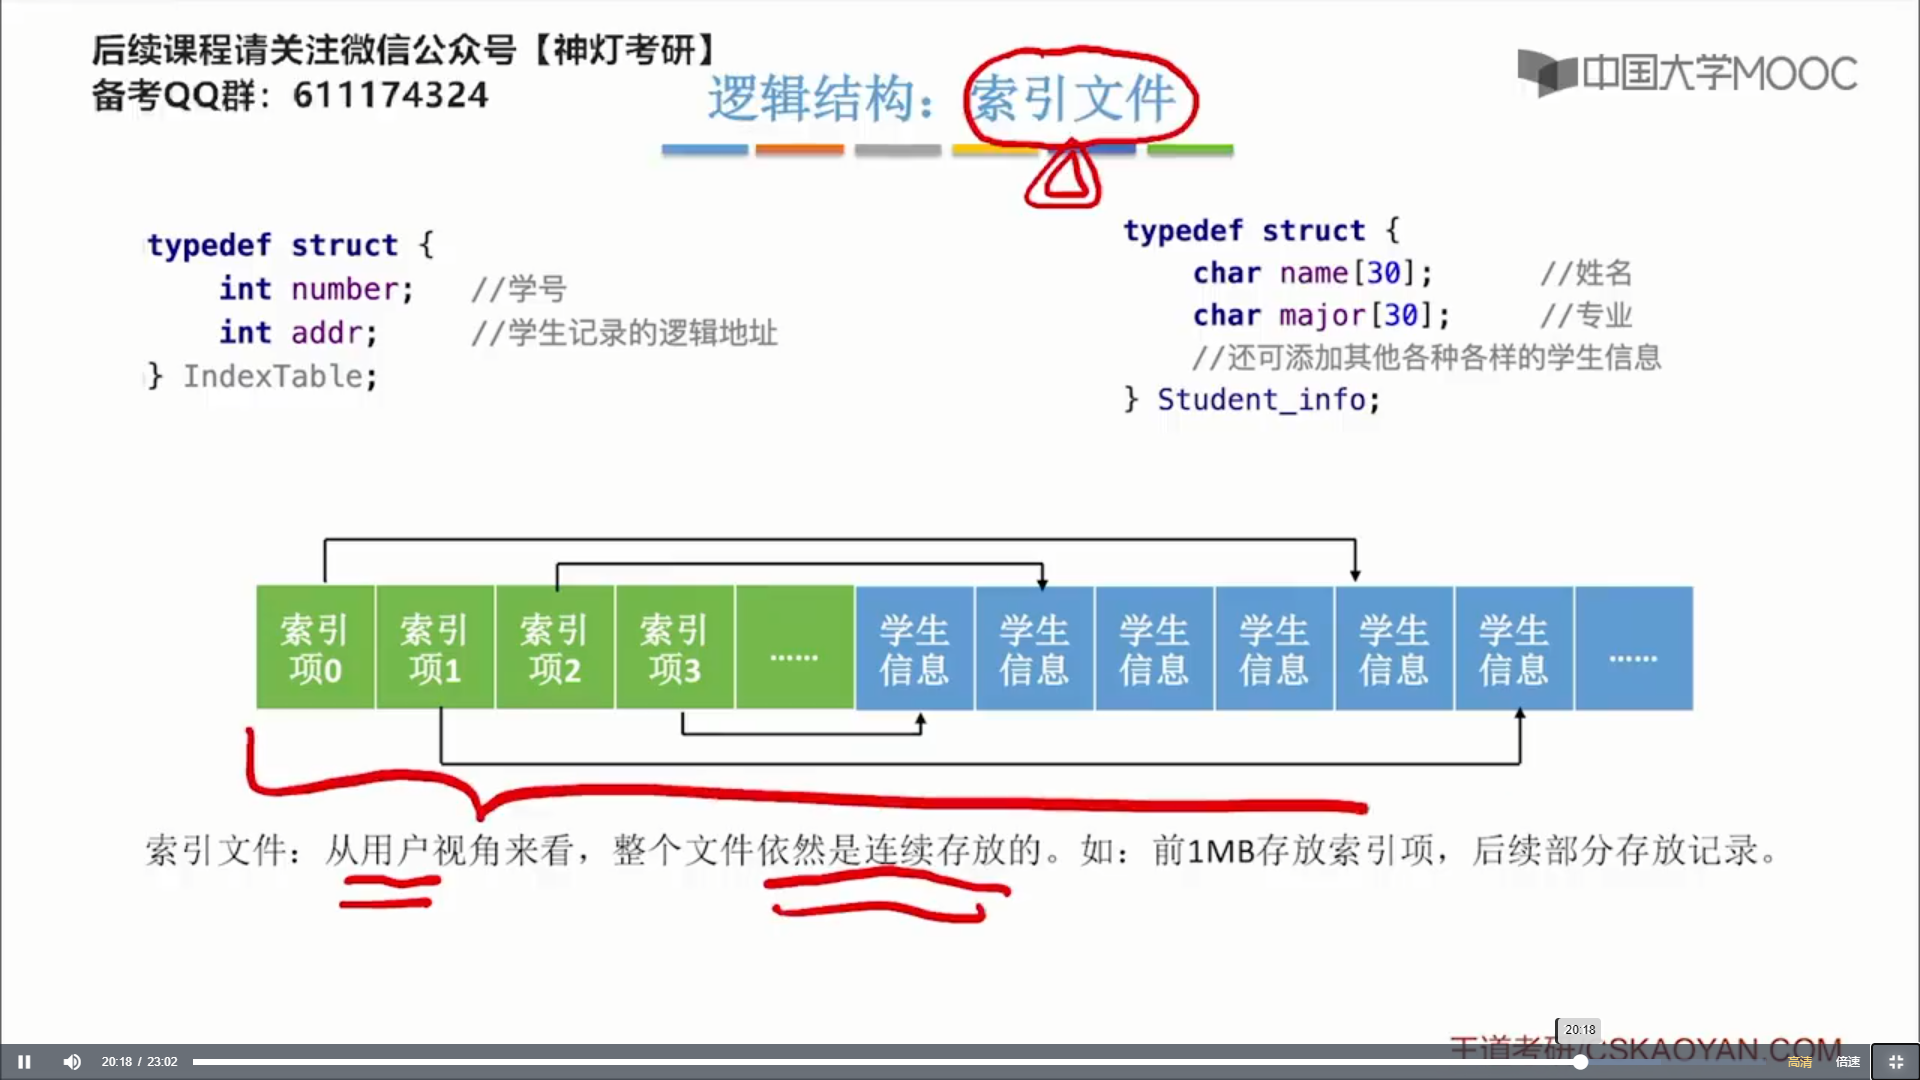 后续课程请关注微信公众号【神灯考研】
备考QQ群：611174324
逻辑结构：索引文件
中国大学MOOC
typedef struct {
int number; //学号
int addr; //学生记录的逻辑地址
} IndexTable;
typedef struct {
char name[30]; //姓名
char major[30]; //专业
//还可添加其他各种各样的学生信息
} Student_info;
索引项0 索引项1 索引项2 索引项3 …… 学生信息 学生信息 学生信息 学生信息 学生信息 学生信息 ……
索引文件：从用户视角来看，整个文件依然是连续存放的。如：前1MB存放索引项，后续部分存放记录。
20:18
王道考研/CSKAOYAN.COM
20:18 / 23:02
高清 倍速